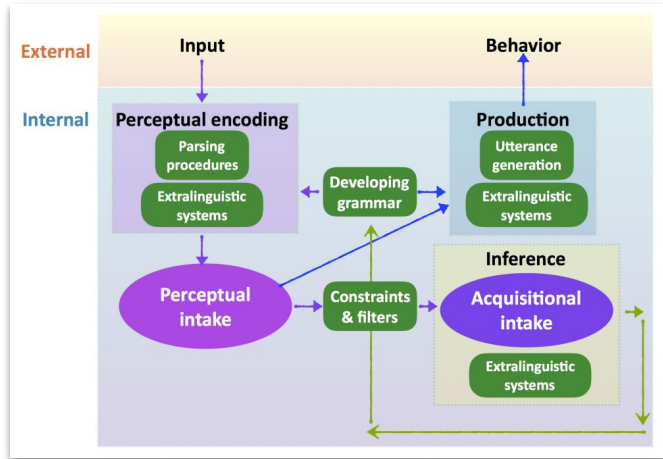 External
Input
Behavior
Internal
Perceptual encoding
Parsing
procedures
Extralinguistic
systems
Production
Utterance
generation
Extralinguistic
systems
Developing
grammar
Perceptual
intake
Constraints
& filters
Inference
Acquisitional
intake
Extralinguistic
systems